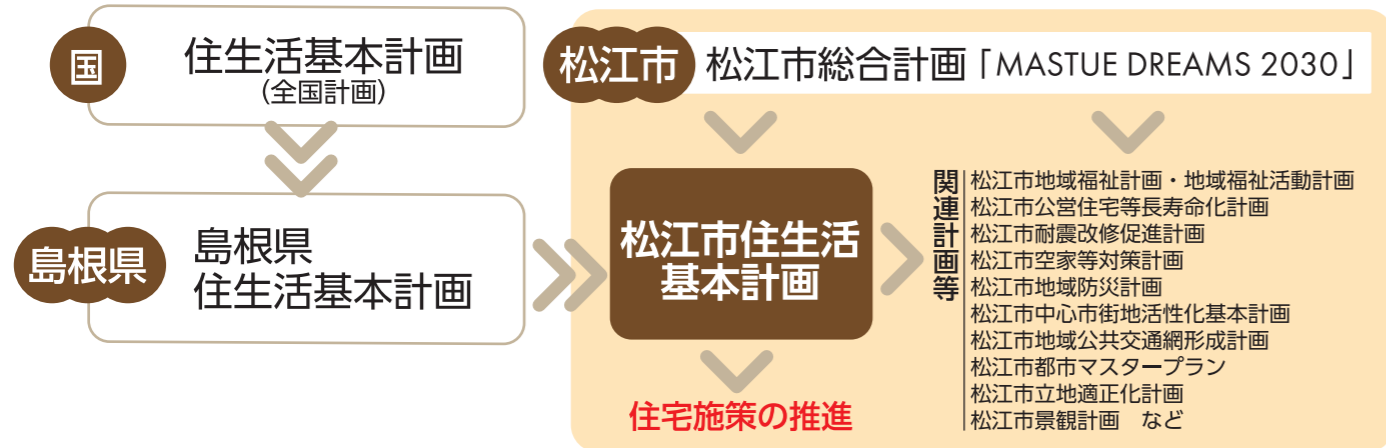 国
住生活基本計画
(全国計画)
島根県
島根県
住生活基本計画
松江市
松江市総合計画「MASTUE DREAMS 2030」
松江市住生活
基本計画
住宅施策の推進
関連計画等
松江市地域福祉計画・地域福祉活動計画
松江市公営住宅等長寿命化計画
松江市耐震改修促進計画
松江市空家等対策計画
松江市地域防災計画
松江市中心市街地活性化基本計画
松江市地域公共交通網形成計画
松江市都市マスタープラン
松江市立地適正化計画
松江市景観計画　など